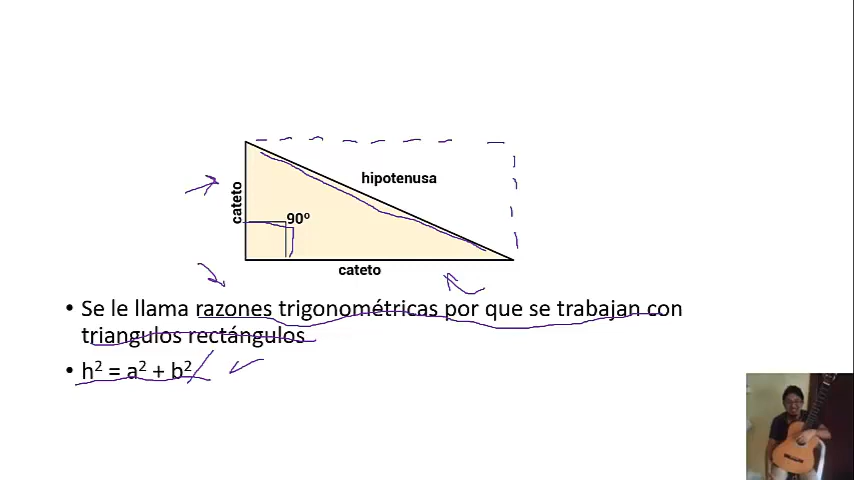 hipotenusa
cateto
90º
cateto
• Se le llama razones trigonométricas por que se trabajan con
triangulos rectángulos
• h² = a² + b²